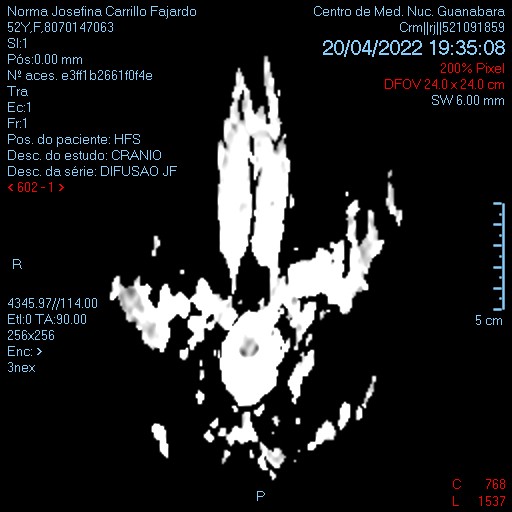 Norma Josefina Carrillo Fajardo
52Y,F,8070147063
Sl:1
Pós:0.00 mm
Nº aces. e3ff1b2661f0f4e
Tra
Ec:1
Fr:1
Pos. do paciente: HFS
Desc. do estudo: CRANIO
Desc. da série: DIFUSAO JF
< 602 - 1 >
Centro de Med. Nuc. Guanabara
Crm||rj||521091859
20/04/2022 19:35:08
200% Pixel
DFOV 24.0 x 24.0 cm
SW 6.00 mm
R
5 cm
4345.97//114.00
Etl:0 TA:90.00
256x256
Enc: >
3nex
P
C 768
L 1537